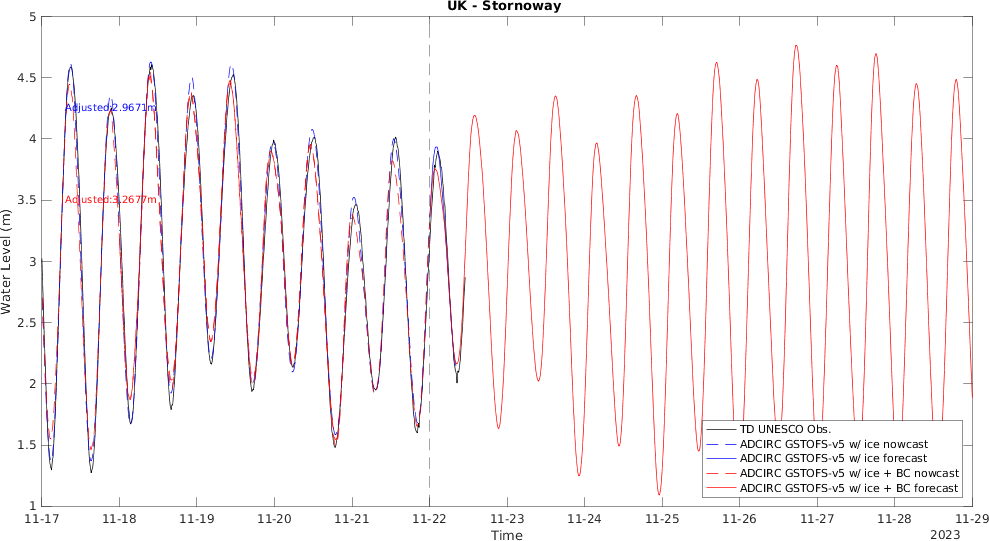 UK - Stornoway
5
4.5
4
3.5
3
2.5
2
1.5
1
Water Level (m)
Adjusted:2.9671m
Adjusted:3.2677m
TD UNESCO Obs.
ADCIRC GSTOFS-v5 w/ ice nowcast
ADCIRC GSTOFS-v5 w/ ice forecast
ADCIRC GSTOFS-v5 w/ ice + BC nowcast
ADCIRC GSTOFS-v5 w/ ice + BC forecast
11-17 11-18 11-19 11-20 11-21 11-22 11-23 11-24 11-25 11-26 11-27 11-28 11-29
Time
2023